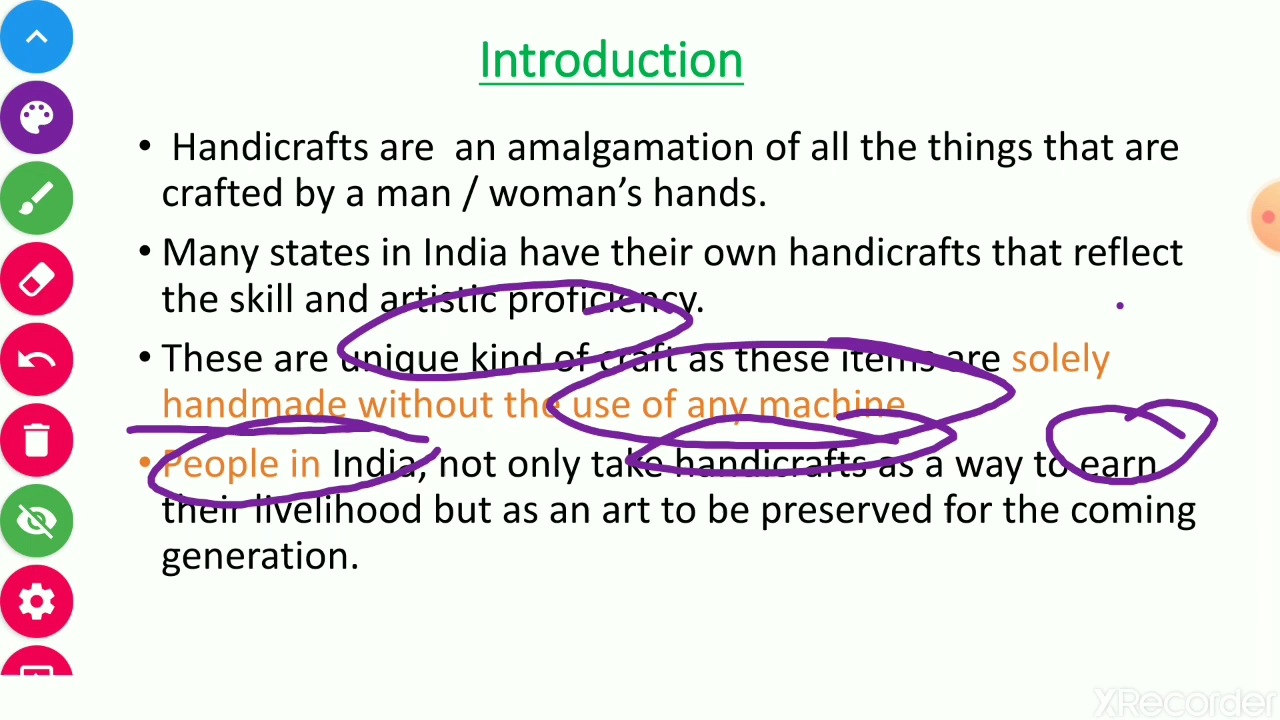 Introduction
• Handicrafts are an amalgamation of all the things that are
crafted by a man / woman’s hands.
• Many states in India have their own handicrafts that reflect
the skill and artistic proficiency.
• These are unique kind of craft as these items are solely
handmade without the use of any machine
• People in India, not only take handicrafts as a way to earn
their livelihood but as an art to be preserved for the coming
generation.
XRecorder